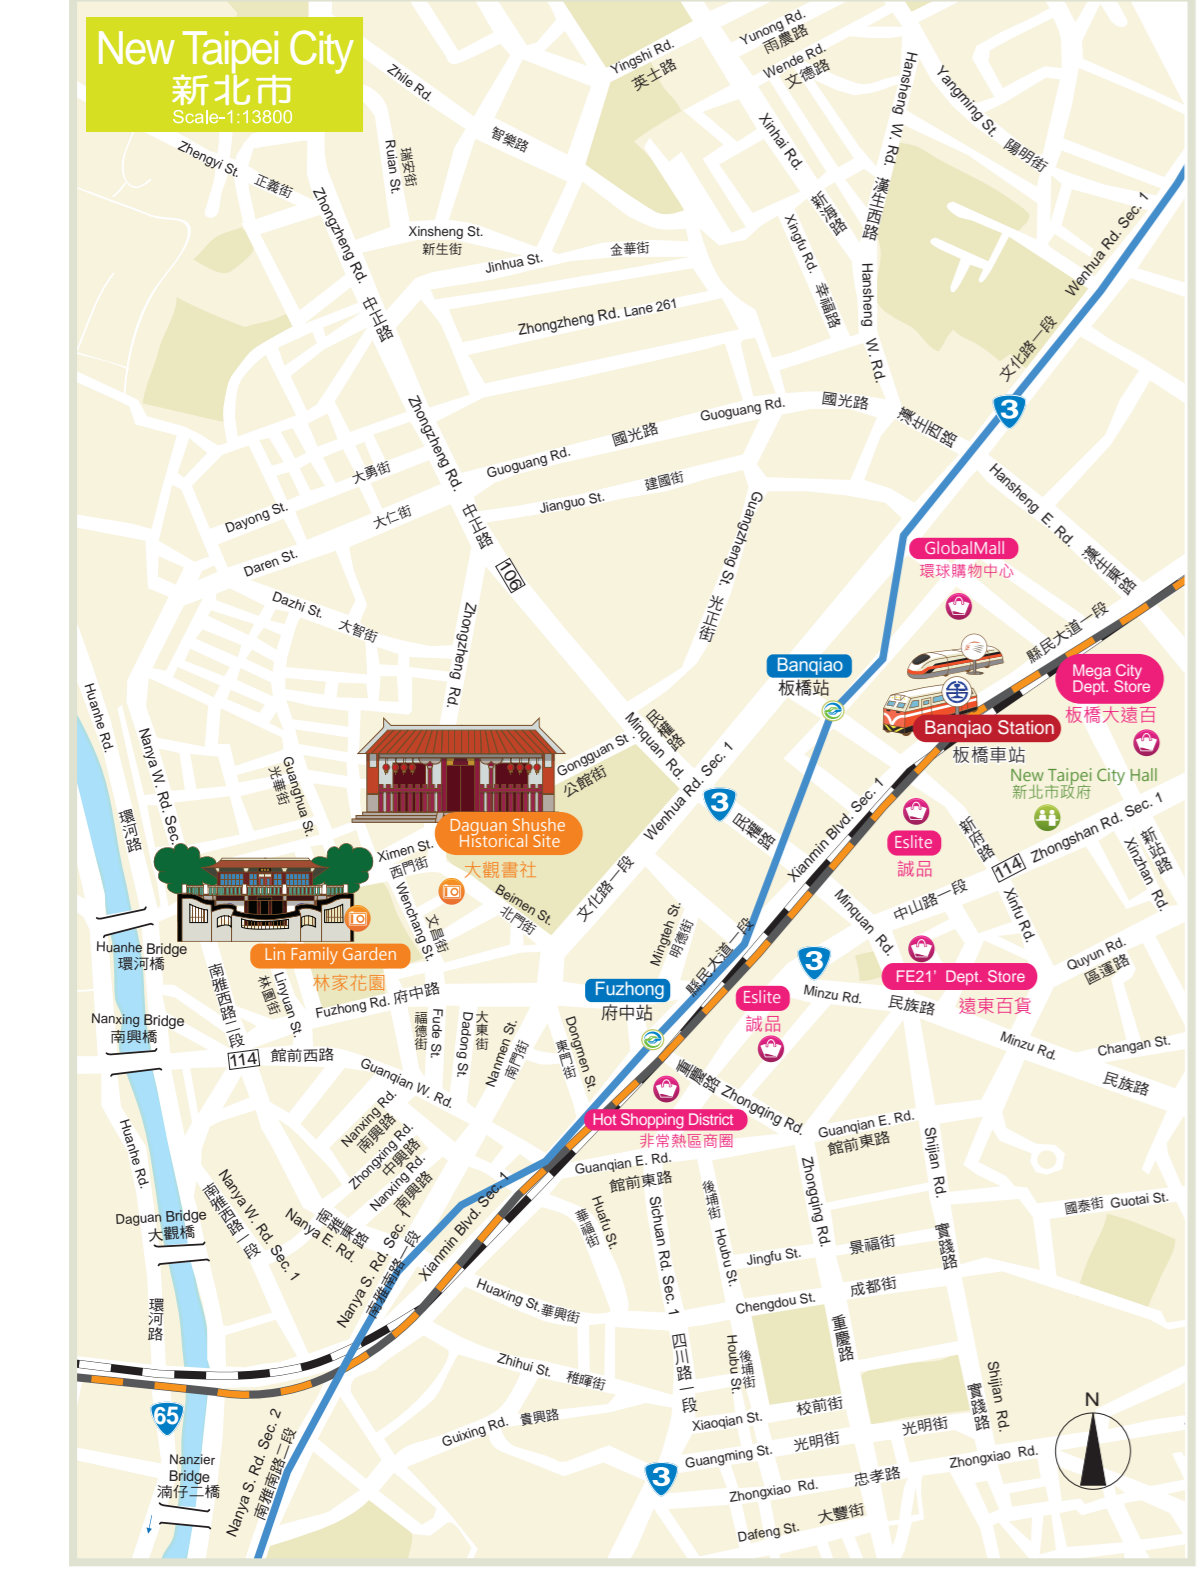 New Taipei City
新北市
Scale-1:13800
Yunong Rd.
雨農路
Yingshi Rd.
英士路
Wende Rd.
文德路
Zhile Rd.
智樂路
Hansheng W. Rd. 漢生西路
Yangming St. 陽明街
Xinhai Rd.
新海路
Zhengyi St. 正義街
Ruian St.
瑞安街
Zhongzheng Rd. 中正路
Xinsheng St.
新生街
Jinhua St.
金華街
Xingfu Rd. 幸福路
Hansheng W. Rd.
漢生西路
Wenhua Rd. Sec. 1
文化路一段
Zhongzheng Rd. Lane 261
3
Guoguang Rd.
國光路
Guoguang Rd.
國光路
Zhongzheng Rd. 中正路
106
大勇街
Dayong St.
大仁街
Daren St.
Jianguo St.
建國街
Guangzheng St. 光正街
Hansheng E. Rd. 漢生東路
GlobalMall
環球購物中心
Dazhi St.
大智街
Zhongzheng Rd.
縣民大道一段
Banqiao
板橋站
Mega City
Dept. Store
板橋大遠百
Banqiao Station
板橋車站
Huanhe Rd.
環河路
Nanya W. Rd. Sec.
Guanghua St.
光華街
Gongguan St.
公館街
Minquan Rd.
民權路
Wenhua Rd. Sec. 1
文化路一段
3
民權路
Xianmin Blvd. Sec. 1
New Taipei City Hall
新北市政府
Eslite
誠品
新府路
114
Zhongshan Rd. Sec. 1
中山路一段
Xinfu Rd.
Xinzhan Rd.
新站路
Daguan Shushe
Historical Site
大觀書社
Ximen St.
西門街
Wenchang St.
文昌街
Beimen St.
北門街
Lin Family Garden
林家花園
Huanhe Bridge
環河橋
南雅西路二段
Linyuan St.
林園街
Fuzhong Rd. 府中路
Mingteh St.
明德街
縣民大道一段
Minquan Rd.
3
FE21' Dept. Store
遠東百貨
Quyun Rd.
區運路
Fuzhong
府中站
Eslite
誠品
Minzu Rd.
民族路
Minzu Rd.
民族路
Changan St.
Nanxing Bridge
南興橋
114
館前西路
Guanqian W. Rd.
福德街
Fude St.
Dadong St.
大東街
Nanmen St.
南門街
Dongmen St.
東門街
重慶路
Zhongqing Rd.
Hot Shopping District
非常熱區商圈
Guanqian E. Rd.
館前東路
Guanqian E. Rd.
館前東路
Huanhe Rd.
Nanxing Rd.
南興路
Zhongxing Rd.
中興路
Nanxing Rd.
南興路
Nanya W. Rd. Sec. 1
南雅西路一段
Nanya E. Rd.
南雅東路
Nanya S. Rd. Sec. 1
南雅南路一段
Xianmin Blvd. Sec. 1
Huafu St.
華福街
Sichuan Rd. Sec. 1 四川路一段
後埔街
Houbu St.
Zhongqing Rd.
重慶路
Shijian Rd.
實踐路
國泰街 Guotai St.
Daguan Bridge
大觀橋
環河路
Jingfu St.
景福街
Chengdou St.
成都街
Huaxing St. 華興街
Zhihui St. 稚暉街
Houbu St.
後埔街
Shijian Rd.
實踐路
Guixing Rd. 貴興路
Xiaoqian St.
校前街
Guangming St. 光明街
光明街
Zhongxiao Rd.
忠孝路
Zhongxiao Rd.
Dafeng St.
大豐街
3
N
65
Nanzier
Bridge
湳仔二橋
Nanya S. Rd. Sec. 2
南雅南路二段